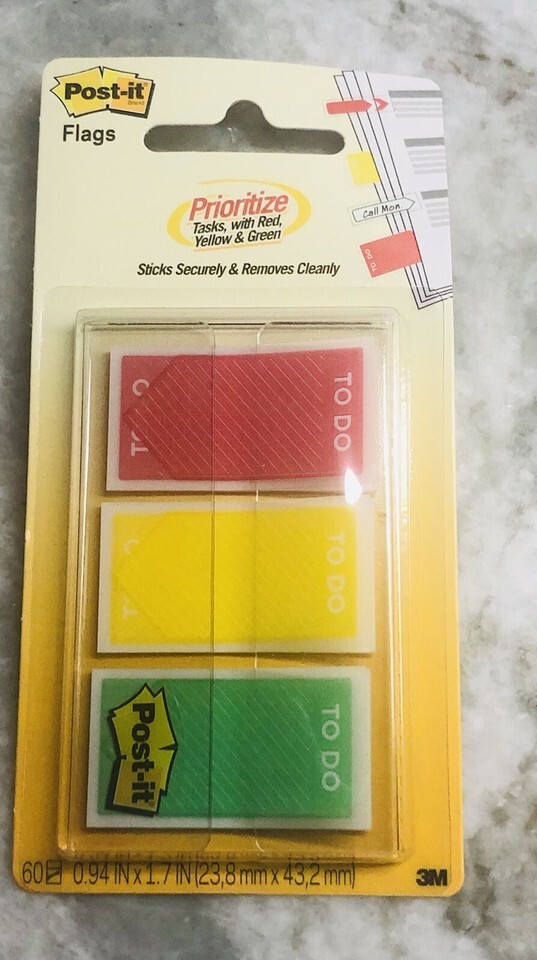 Post-it
Brand
Flags
Call Mom
TO DO
Prioritize
Tasks, with Red,
Yellow & Green
Sticks Securely & Removes Cleanly
TO DO
TO DO
TO DO
Post-it
60 0.94 IN x 1.7 IN (23,8 mm x 43,2 mm)
3M